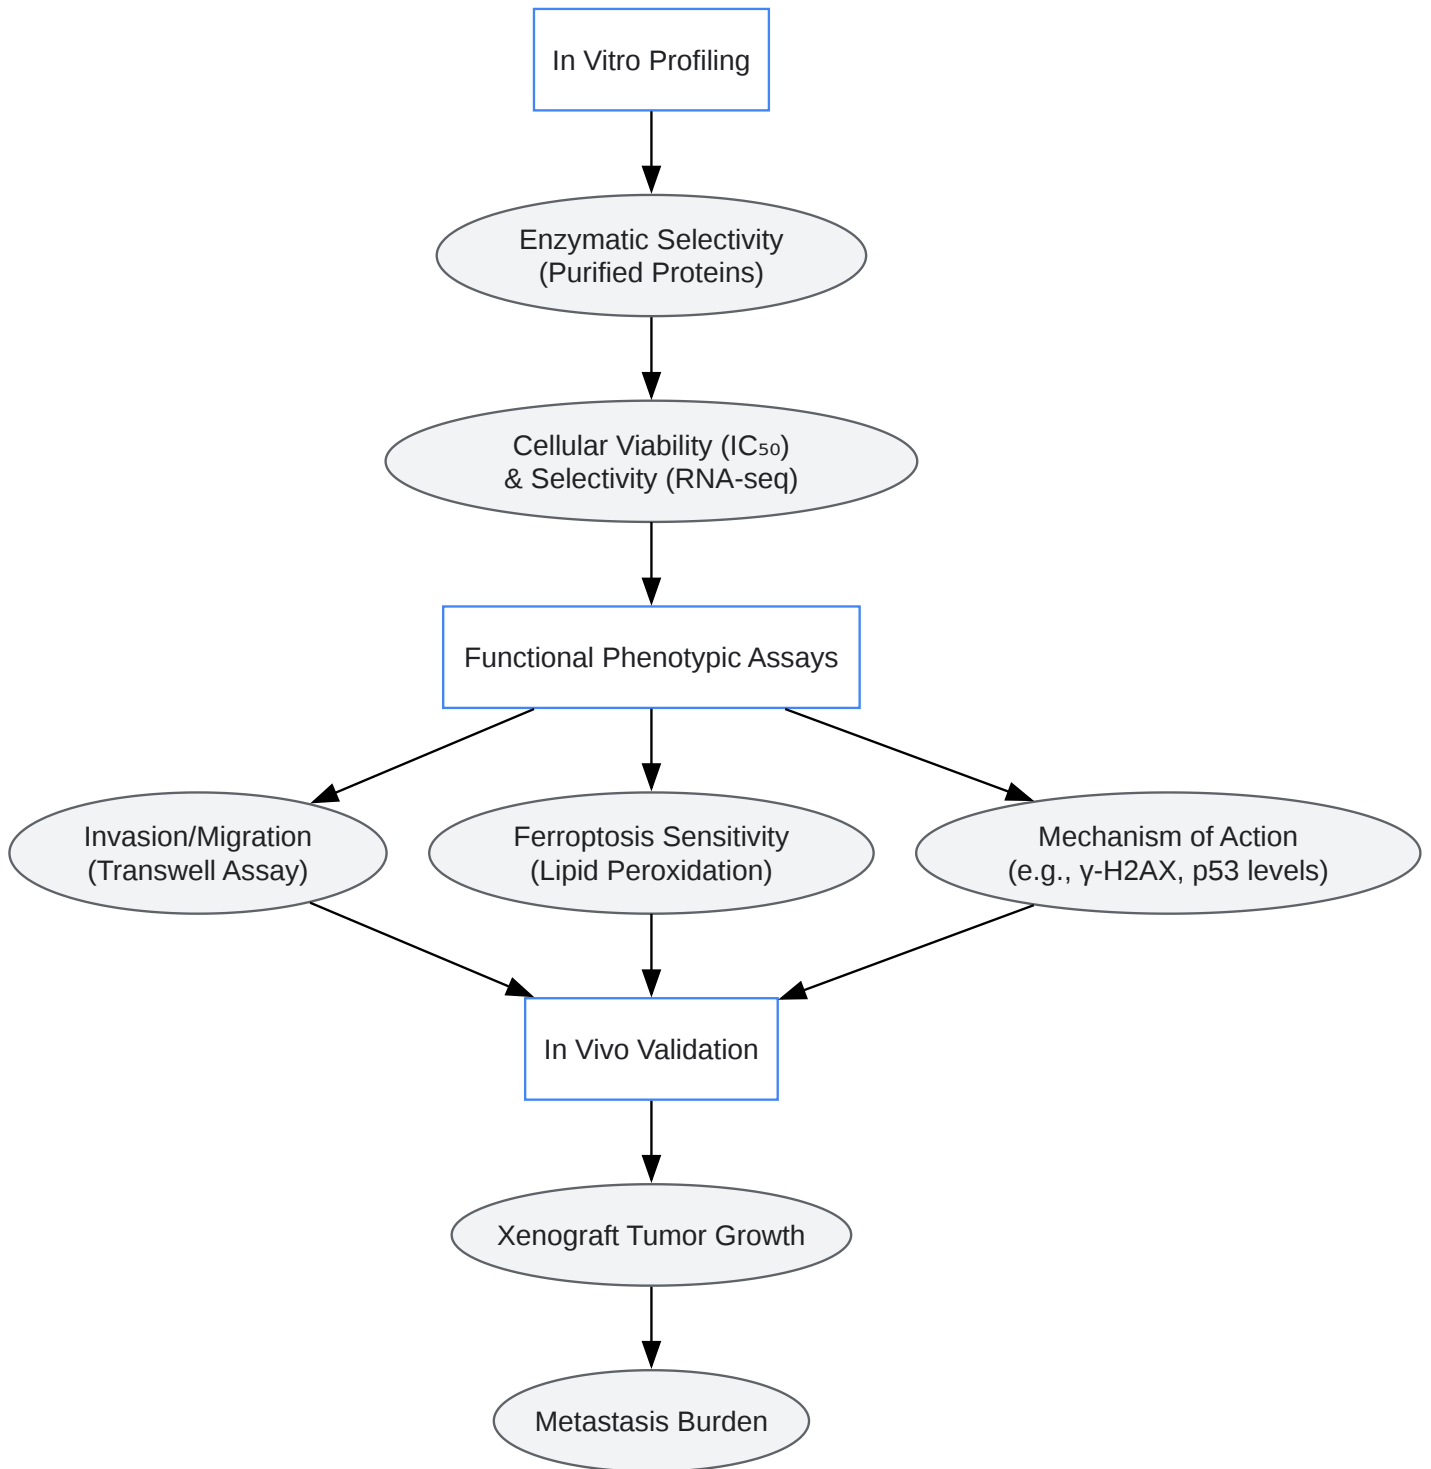 In Vitro Profiling
Enzymatic Selectivity
(Purified Proteins)
Cellular Viability (IC₅₀)
& Selectivity (RNA-seq)
Functional Phenotypic Assays
Invasion/Migration
(Transwell Assay)
Ferroptosis Sensitivity
(Lipid Peroxidation)
Mechanism of Action
(e.g., γ-H2AX, p53 levels)
In Vivo Validation
Xenograft Tumor Growth
Metastasis Burden